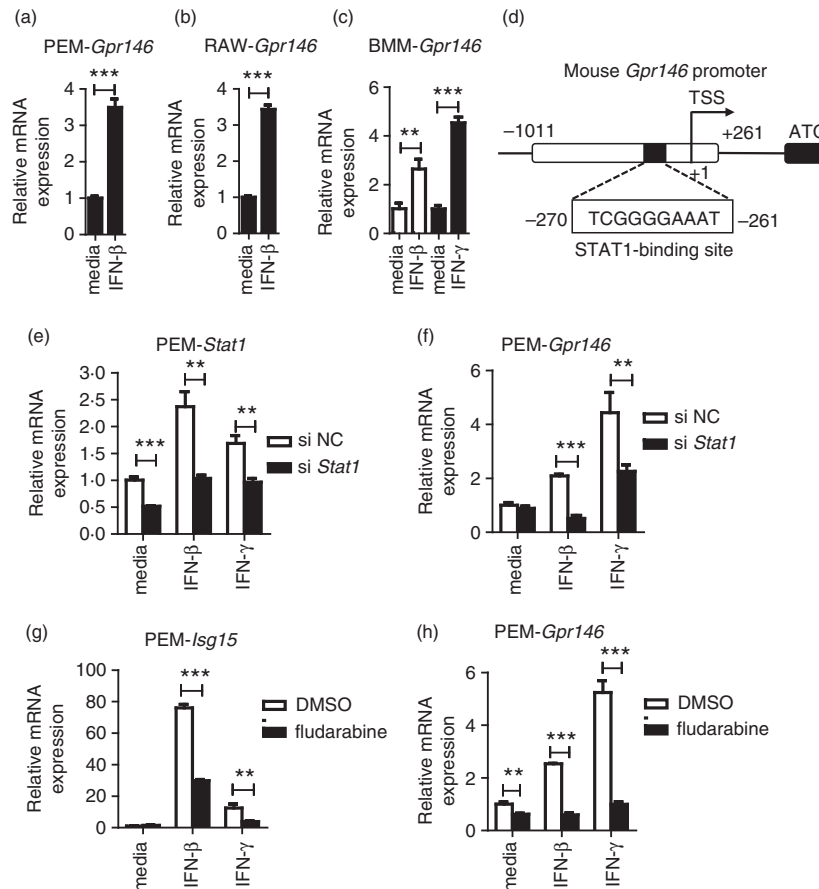 (a)
PEM-Gpr146
***
Relative mRNA
expression
4
3
2
1
0
media
IFN-β
(b)
RAW-Gpr146
***
Relative mRNA
expression
4
3
2
1
0
media
IFN-β
(c)
BMM-Gpr146
**
***
Relative mRNA
expression
6
4
2
0
media
IFN-β
media
IFN-γ
(d)
Mouse Gpr146 promoter
TSS
−1011
+261
ATG
+1
−270
TCGGGGAAAT
−261
STAT1-binding site
(e)
PEM-Stat1
***
**
**
Relative mRNA
expression
3·0
2·5
2·0
1·5
1·0
0·5
0·0
media
IFN-β
IFN-γ
si NC
si Stat1
(f)
PEM-Gpr146
***
**
Relative mRNA
expression
6
4
2
0
media
IFN-β
IFN-γ
si NC
si Stat1
(g)
PEM-Isg15
***
**
Relative mRNA
expression
100
80
60
40
20
0
media
IFN-β
IFN-γ
DMSO
fludarabine
(h)
PEM-Gpr146
**
***
***
Relative mRNA
expression
6
4
2
0
media
IFN-β
IFN-γ
DMSO
fludarabine